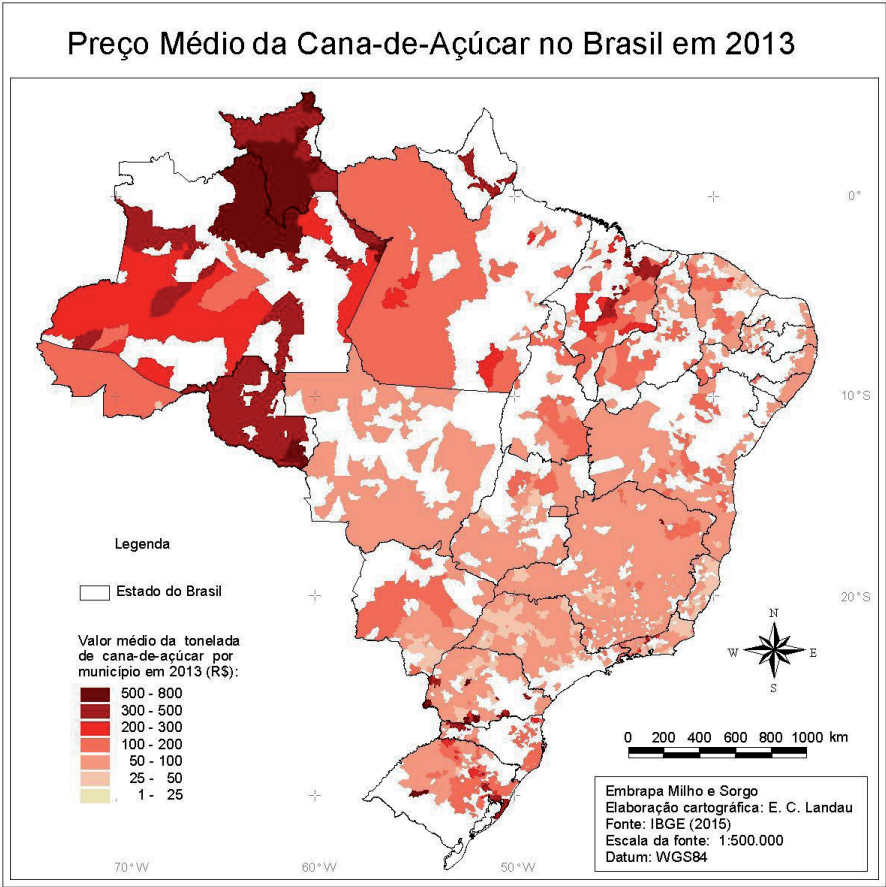 Preço Médio da Cana-de-Açúcar no Brasil em 2013
0°
10°S
20°S
Legenda
Estado do Brasil
Valor médio da tonelada
de cana-de-açúcar por
município em 2013 (R$):
500 - 800
300 - 500
200 - 300
100 - 200
50 - 100
25 - 50
1 - 25
N
W E
S
0 200 400 600 800 1000 km
Embrapa Milho e Sorgo
Elaboração cartográfica: E. C. Landau
Fonte: IBGE (2015)
Escala da fonte: 1:500.000
Datum: WGS84
70°W 60°W 50°W